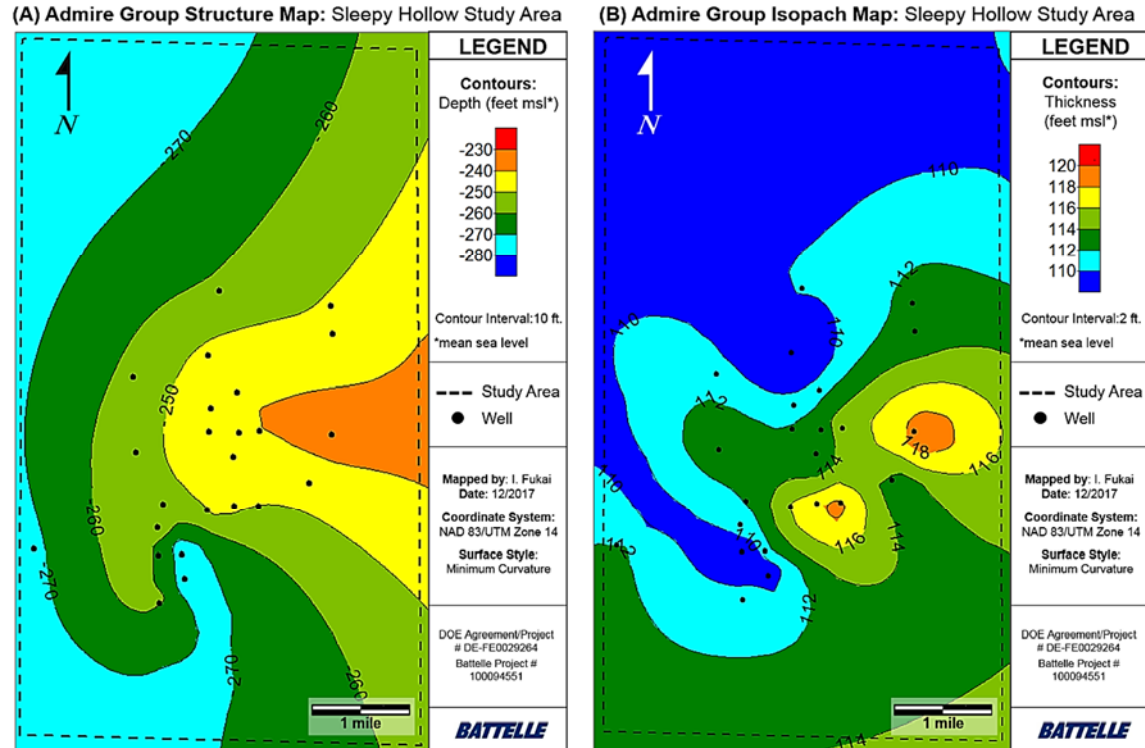 (A) Admire Group Structure Map: Sleepy Hollow Study Area
N
-270
-260
-250
-260
-270
-270
-260
1 mile
LEGEND
Contours:
Depth (feet msl*)
-230
-240
-250
-260
-270
-280
Contour Interval:10 ft.
*mean sea level
Study Area
Well
Mapped by: I. Fukai
Date: 12/2017
Coordinate System:
NAD 83/UTM Zone 14
Surface Style:
Minimum Curvature
DOE Agreement/Project
# DE-FE0029264
Battelle Project #
100094551
BATTELLE
(B) Admire Group Isopach Map: Sleepy Hollow Study Area
N
110
112
110
110
112
118
116
114
110
116
114
110
112
112
114
1 mile
LEGEND
Contours:
Thickness
(feet msl*)
120
118
116
114
112
110
Contour Interval:2 ft.
*mean sea level
Study Area
Well
Mapped by: I. Fukai
Date: 12/2017
Coordinate System:
NAD 83/UTM Zone 14
Surface Style:
Minimum Curvature
DOE Agreement/Project
# DE-FE0029264
Battelle Project #
100094551
BATTELLE